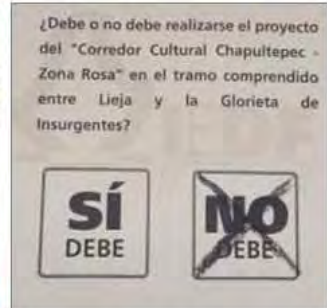 ¿Debe o no debe realizarse el proyecto
del "Corredor Cultural Chapultepec -
Zona Rosa" en el tramo comprendido
entre Lieja y la Glorieta de
Insurgentes?
SÍ NO
DEBE DEBE